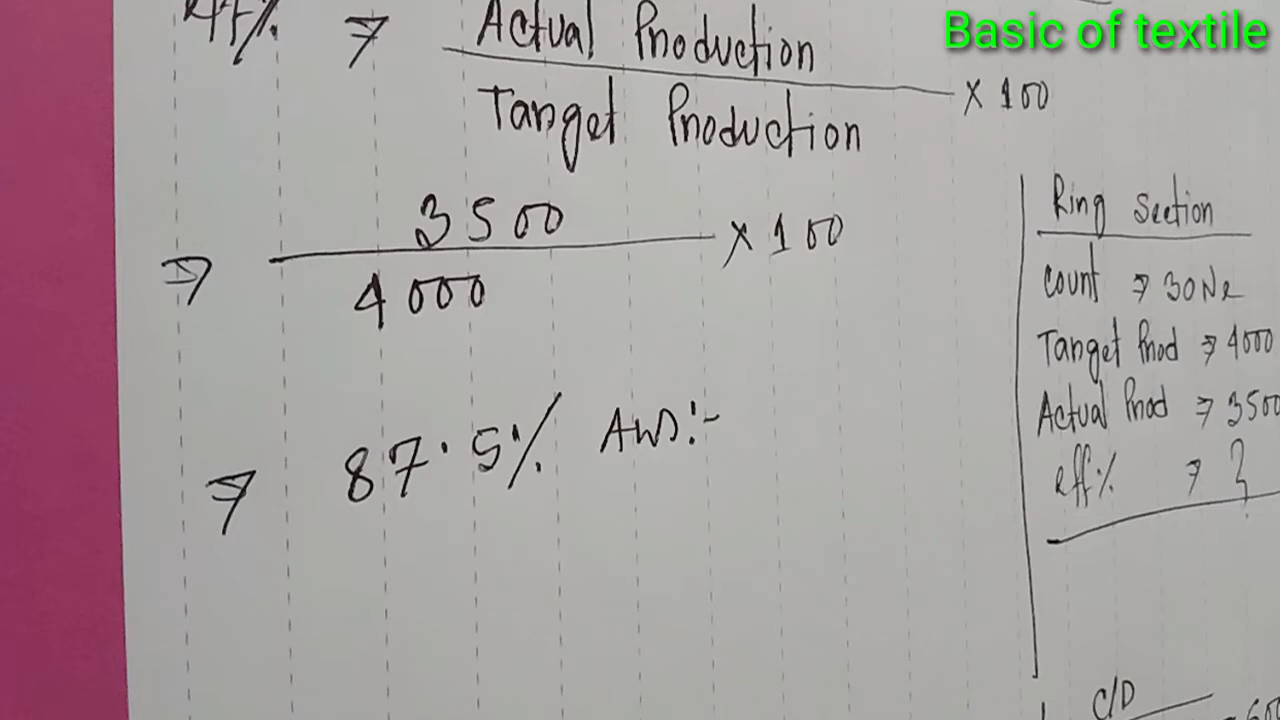 Basic of textile
eff% ⇒ Actual Production
Target Production × 100
⇒ 3500
4000 × 100
⇒ 87.5% Ans:-
Ring Section
Count ⇒ 30Ne
Target Prod ⇒ 4000
Actual Prod ⇒ 3500
eff% ⇒ ?
C/D